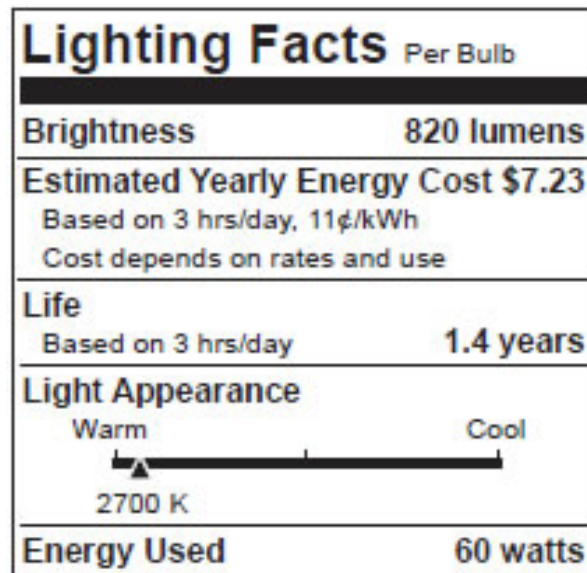 Lighting Facts Per Bulb
Brightness 820 lumens
Estimated Yearly Energy Cost $7.23
Based on 3 hrs/day, 11¢/kWh
Cost depends on rates and use
Life
Based on 3 hrs/day 1.4 years
Light Appearance
Warm Cool
2700 K
Energy Used 60 watts